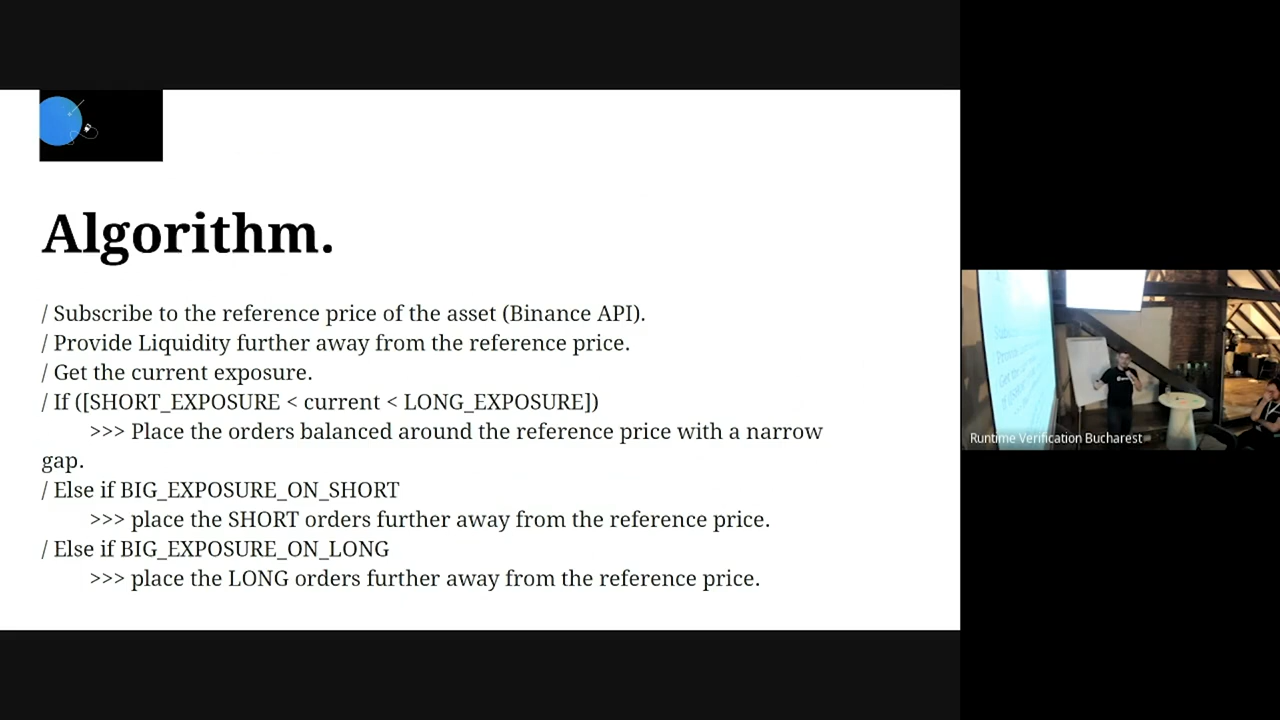 Algorithm.
/ Subscribe to the reference price of the asset (Binance API).
/ Provide Liquidity further away from the reference price.
/ Get the current exposure.
/ If ([SHORT_EXPOSURE < current < LONG_EXPOSURE])
>>> Place the orders balanced around the reference price with a narrow
gap.
/ Else if BIG_EXPOSURE_ON_SHORT
>>> place the SHORT orders further away from the reference price.
/ Else if BIG_EXPOSURE_ON_LONG
>>> place the LONG orders further away from the reference price.
Runtime Verification Bucharest